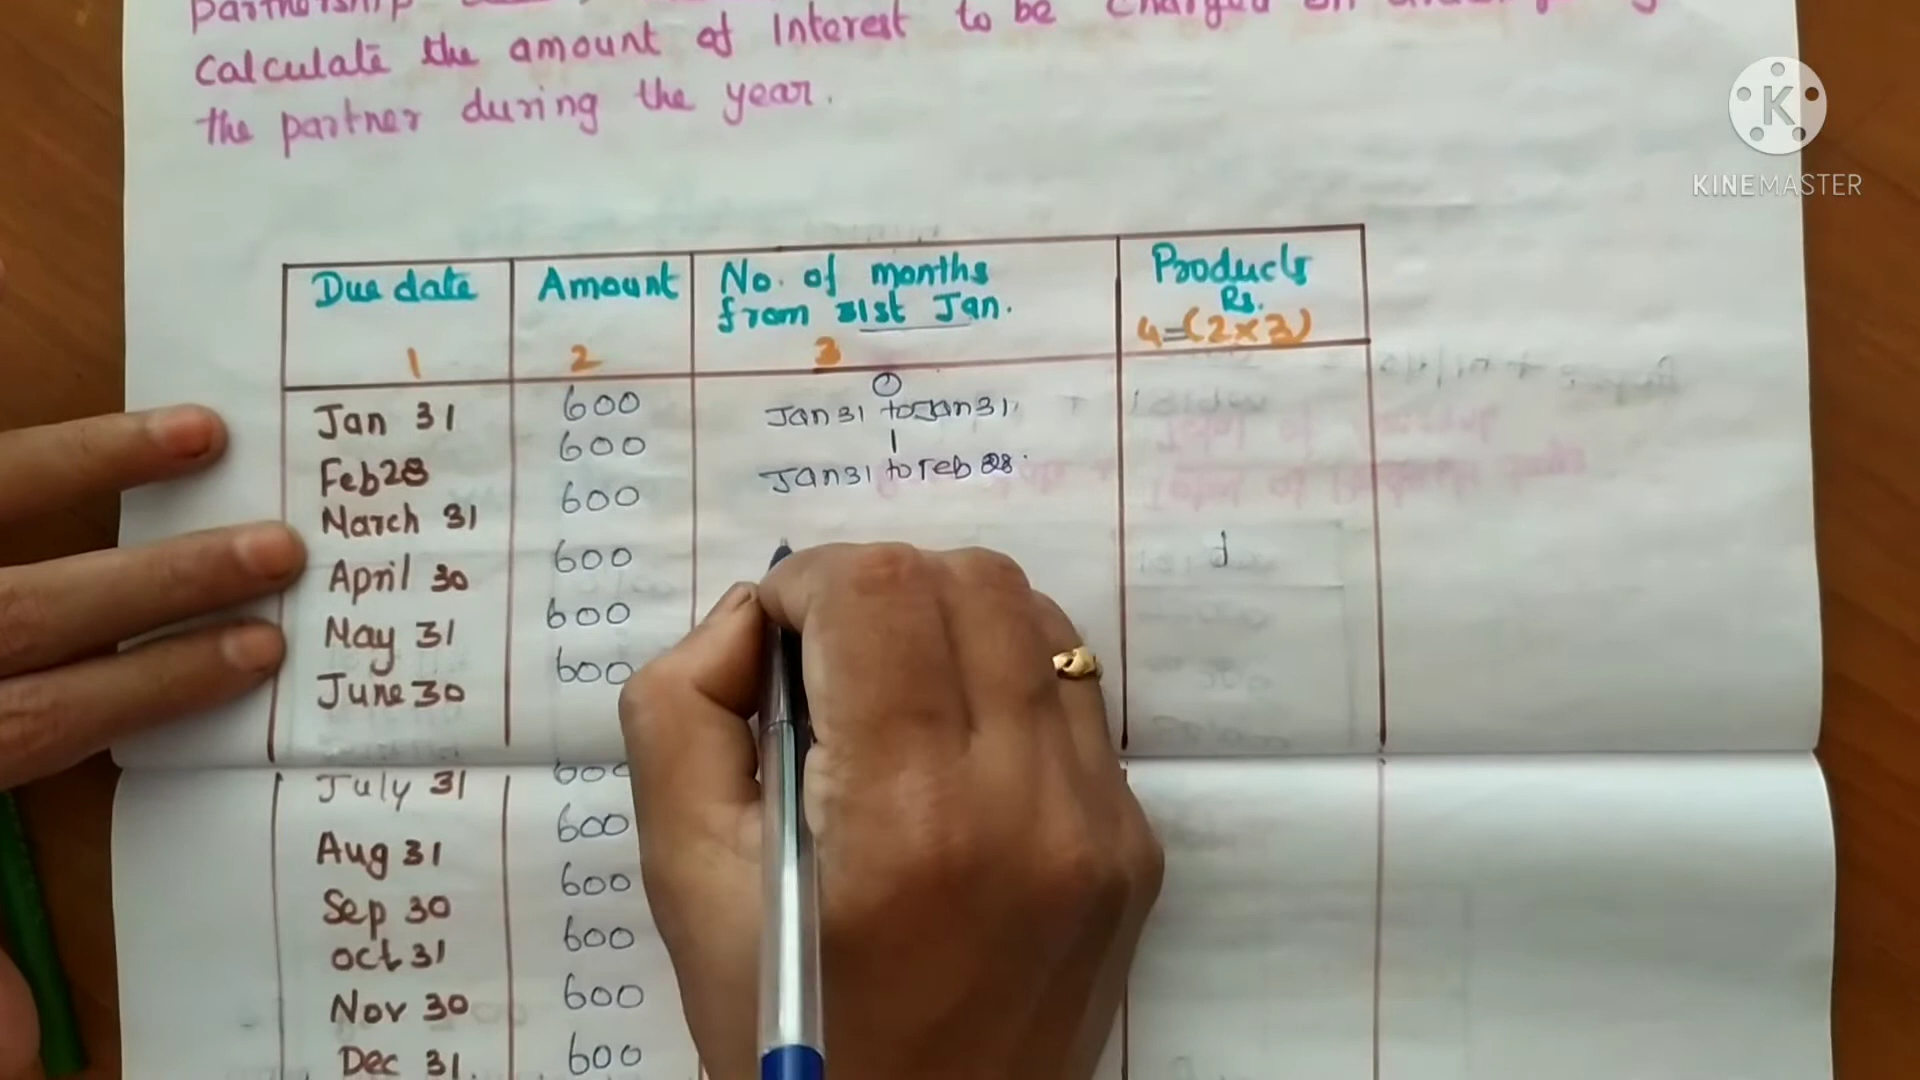 partnership
Calculate the amount of Interest to be charged on
the partner during the year.
KINEMASTER
Due date Amount No. of months Products
from 31st Jan. Rs.
1 2 3 4=(2×3)
0
Jan 31 600 Jan 31 to Jan 31,
1
Feb 28 600 Jan 31 to Feb 28.
March 31 600
April 30 600
May 31 600
June 30 600
July 31 600
Aug 31 600
Sep 30 600
oct 31 600
Nov 30 600
Dec 31. 600